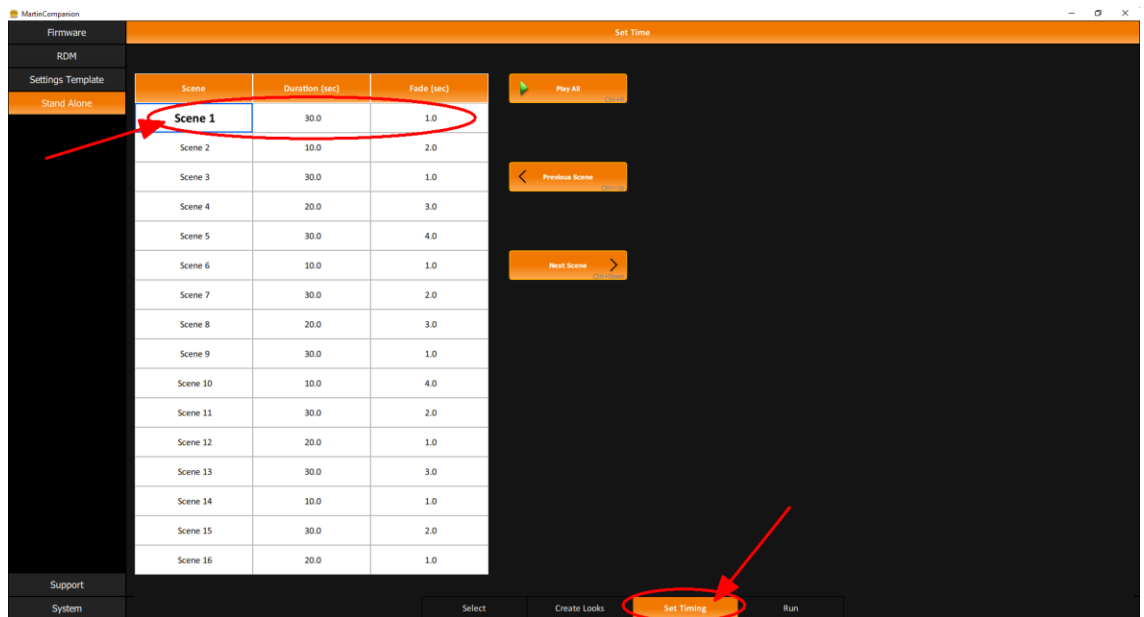 MartinCompanion
Firmware
Set Time
RDM
Settings Template
Stand Alone
Scene Duration (sec) Fade (sec)
Scene 1 30.0 1.0
Scene 2 10.0 2.0
Scene 3 30.0 1.0
Scene 4 20.0 3.0
Scene 5 30.0 4.0
Scene 6 10.0 1.0
Scene 7 30.0 2.0
Scene 8 20.0 3.0
Scene 9 30.0 1.0
Scene 10 10.0 4.0
Scene 11 30.0 2.0
Scene 12 20.0 1.0
Scene 13 30.0 3.0
Scene 14 10.0 1.0
Scene 15 30.0 2.0
Scene 16 20.0 1.0
Play All
Previous Scene
Next Scene
Ctrl+Down
Support
System
Select Create Looks Set Timing Run